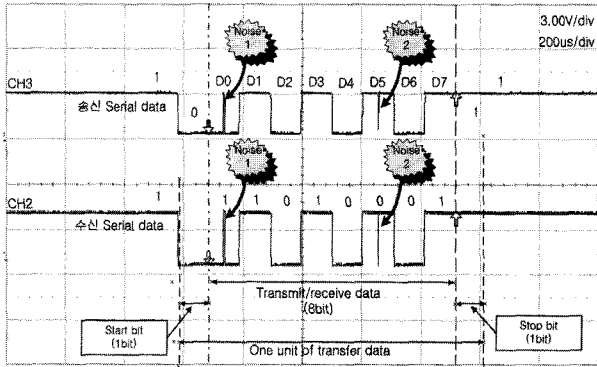 3.00V/div
200us/div
Noise 1
Noise 2
CH3
1
D0 D1 D2 D3 D4 D5 D6 D7
1
송신 Serial data
0
1
Noise 1
Noise 2
CH2
1
1 1 0 1 0 0 0 1
수신 Serial data
Transmit/receive data
(8bit)
Start bit
(1bit)
Stop bit
(1bit)
One unit of transfer data